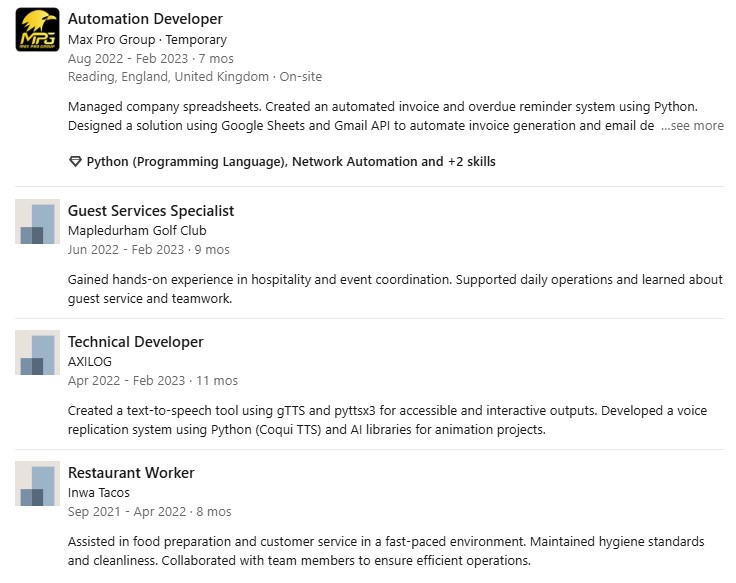 MPG
MAX PRO GROUP
Automation Developer
Max Pro Group · Temporary
Aug 2022 - Feb 2023 · 7 mos
Reading, England, United Kingdom · On-site
Managed company spreadsheets. Created an automated invoice and overdue reminder system using Python.
Designed a solution using Google Sheets and Gmail API to automate invoice generation and email de ...see more
Python (Programming Language), Network Automation and +2 skills
Guest Services Specialist
Mapledurham Golf Club
Jun 2022 - Feb 2023 · 9 mos
Gained hands-on experience in hospitality and event coordination. Supported daily operations and learned about
guest service and teamwork.
Technical Developer
AXILOG
Apr 2022 - Feb 2023 · 11 mos
Created a text-to-speech tool using gTTS and pyttsx3 for accessible and interactive outputs. Developed a voice
replication system using Python (Coqui TTS) and AI libraries for animation projects.
Restaurant Worker
Inwa Tacos
Sep 2021 - Apr 2022 · 8 mos
Assisted in food preparation and customer service in a fast-paced environment. Maintained hygiene standards
and cleanliness. Collaborated with team members to ensure efficient operations.